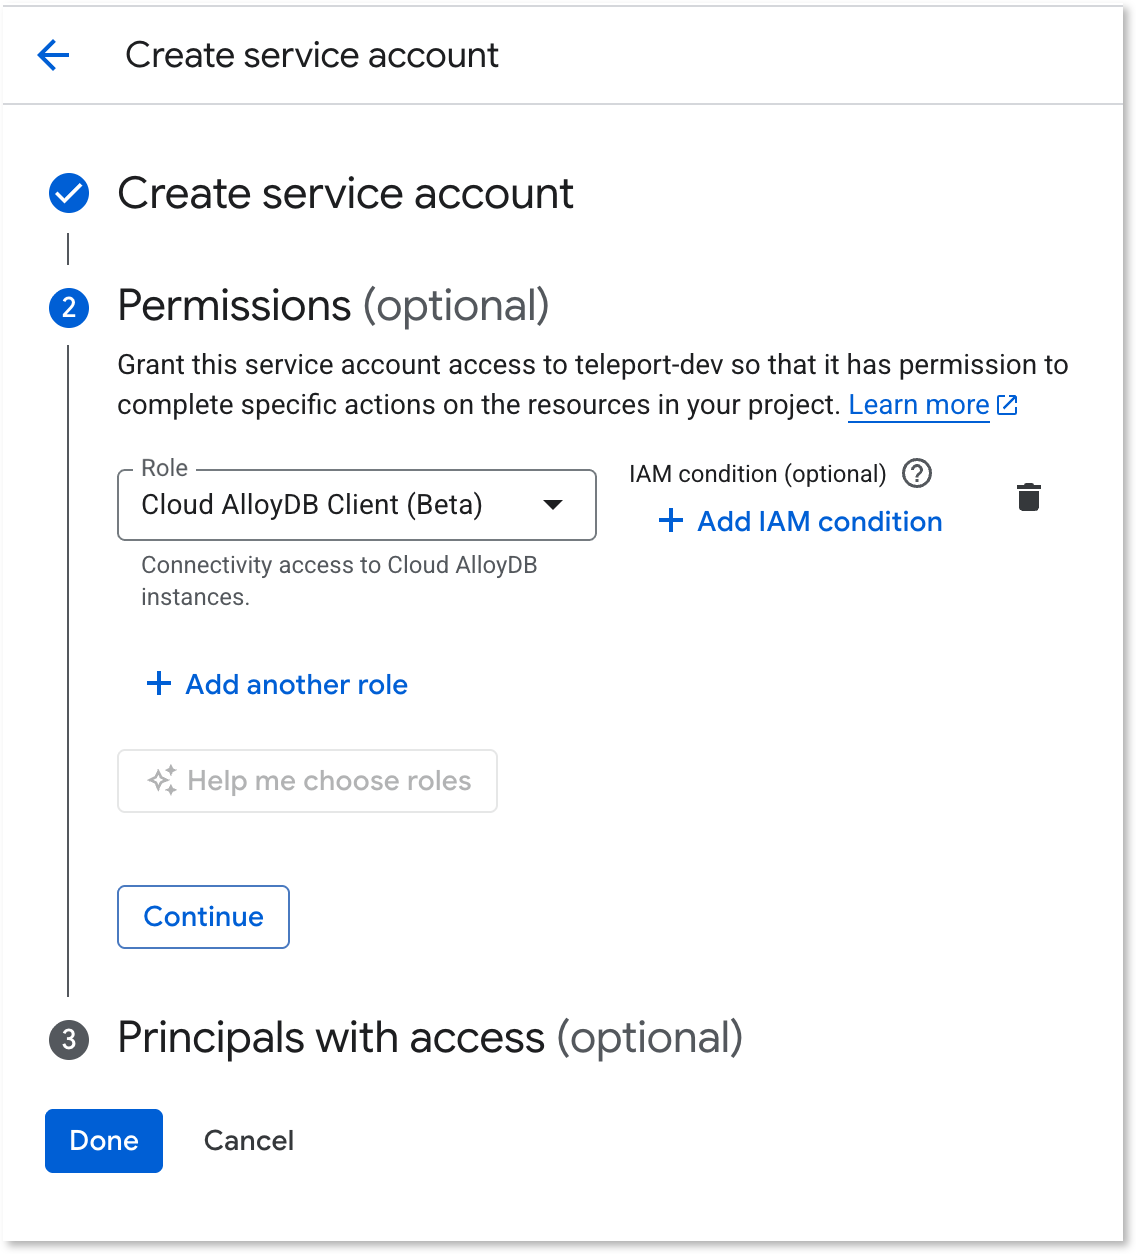 Create service account
Create service account
2
Permissions (optional)
Grant this service account access to teleport-dev so that it has permission to
complete specific actions on the resources in your project. Learn more
Role
Cloud AlloyDB Client (Beta)
Connectivity access to Cloud AlloyDB
instances.
IAM condition (optional)
?
+ Add IAM condition
+ Add another role
Help me choose roles
Continue
3
Principals with access (optional)
Done
Cancel